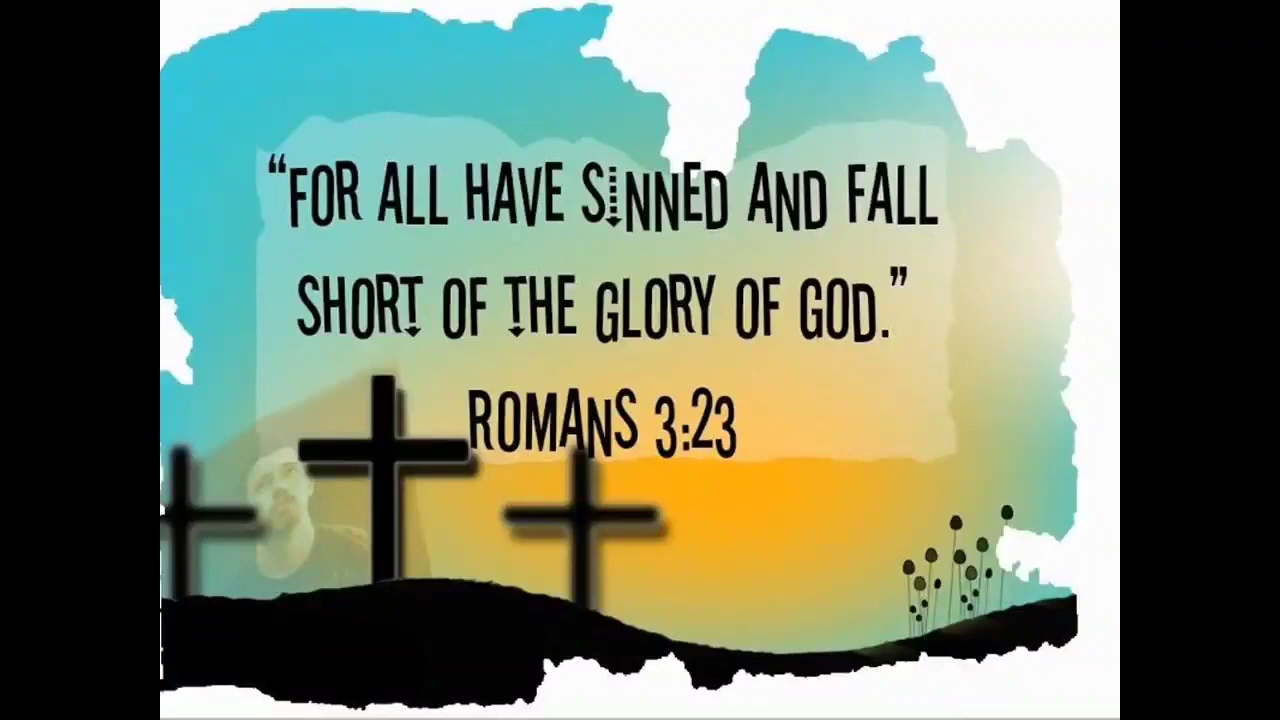 “FOR ALL HAVE SINNED AND FALL
SHORT OF THE GLORY OF GOD.”
ROMANS 3:23